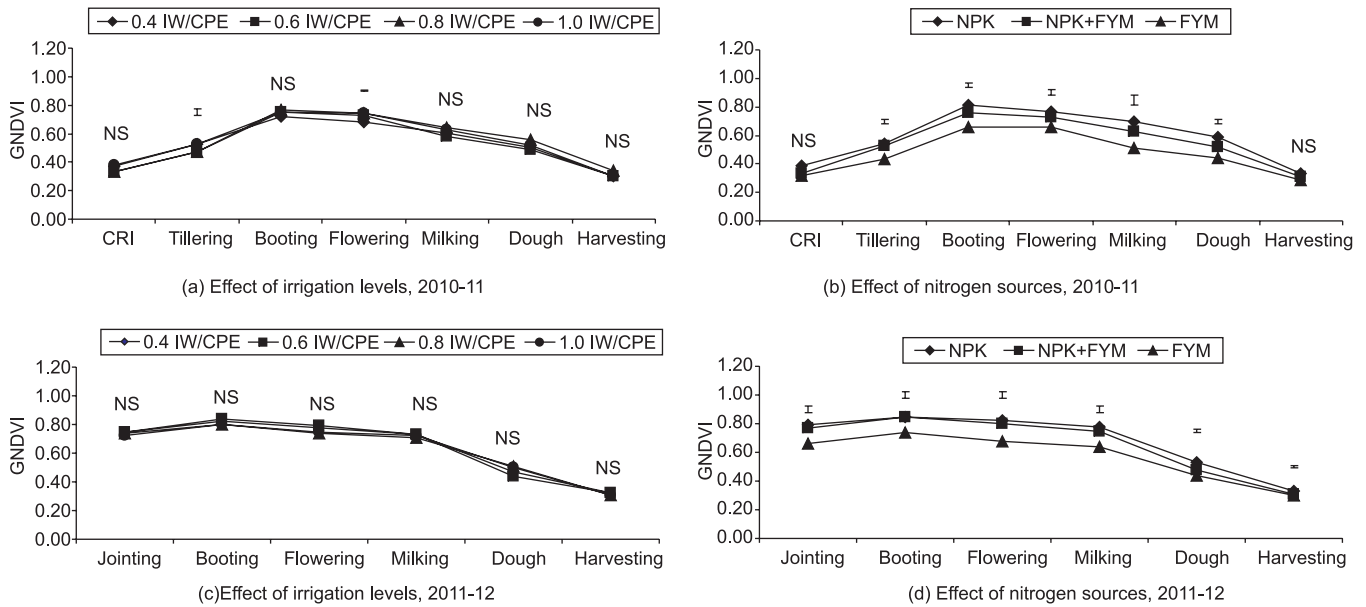 0.4 IW/CPE 0.6 IW/CPE 0.8 IW/CPE 1.0 IW/CPE
GNDVI
1.20
1.00
0.80
0.60
0.40
0.20
0.00
NS
NS
NS
NS
NS
CRI Tillering Booting Flowering Milking Dough Harvesting
(a) Effect of irrigation levels, 2010-11
NPK NPK+FYM FYM
GNDVI
1.20
1.00
0.80
0.60
0.40
0.20
0.00
NS
NS
CRI Tillering Booting Flowering Milking Dough Harvesting
(b) Effect of nitrogen sources, 2010-11
0.4 IW/CPE 0.6 IW/CPE 0.8 IW/CPE 1.0 IW/CPE
GNDVI
1.20
1.00
0.80
0.60
0.40
0.20
0.00
NS
NS
NS
NS
NS
NS
Jointing Booting Flowering Milking Dough Harvesting
(c)Effect of irrigation levels, 2011-12
NPK NPK+FYM FYM
GNDVI
1.20
1.00
0.80
0.60
0.40
0.20
0.00
Jointing Booting Flowering Milking Dough Harvesting
(d) Effect of nitrogen sources, 2011-12